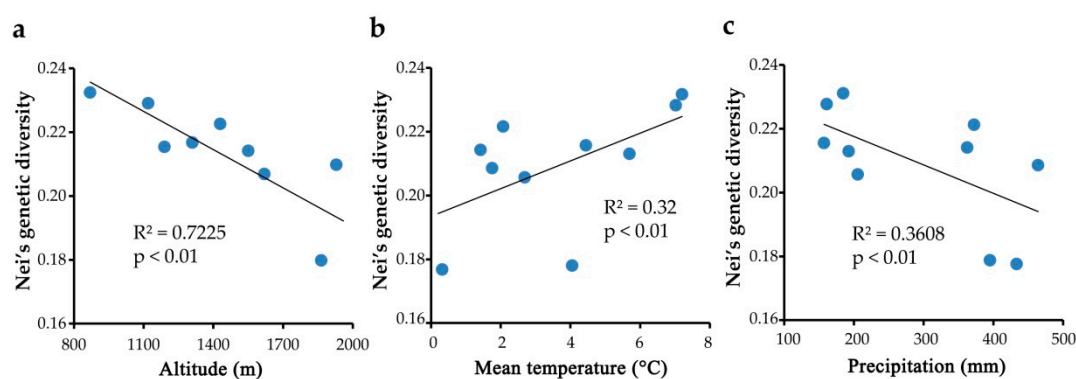 a
Nei's genetic diversity
0.24
0.22
0.20
0.18
0.16
R² = 0.7225
p < 0.01
800
1100
1400
1700
2000
Altitude (m)
b
Nei's genetic diversity
0.24
0.22
0.20
0.18
0.16
R² = 0.32
p < 0.01
0
2
4
6
8
Mean temperature (°C)
c
Nei's genetic diversity
0.24
0.22
0.20
0.18
0.16
R² = 0.3608
p < 0.01
100
200
300
400
500
Precipitation (mm)